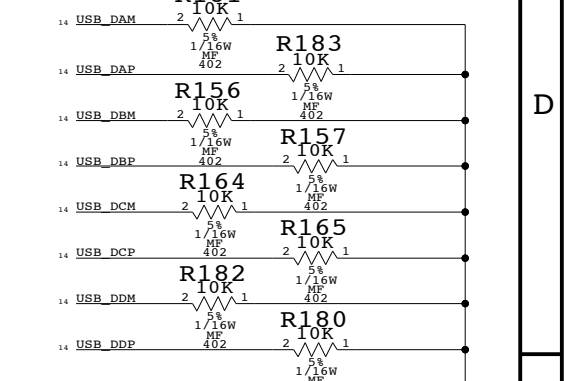 14 USB_DAM 2 10K 1
5%
1/16W
MF
402
R183
14 USB_DAP 2 10K 1
5%
1/16W
MF
402
R156
14 USB_DBM 2 10K 1
5%
1/16W
MF
402
R157
14 USB_DBP 2 10K 1
5%
1/16W
MF
402
R164
14 USB_DCM 2 10K 1
5%
1/16W
MF
402
R165
14 USB_DCP 2 10K 1
5%
1/16W
MF
402
R182
14 USB_DDM 2 10K 1
5%
1/16W
MF
402
R180
14 USB_DDP 2 10K 1
5%
1/16W
MF
D